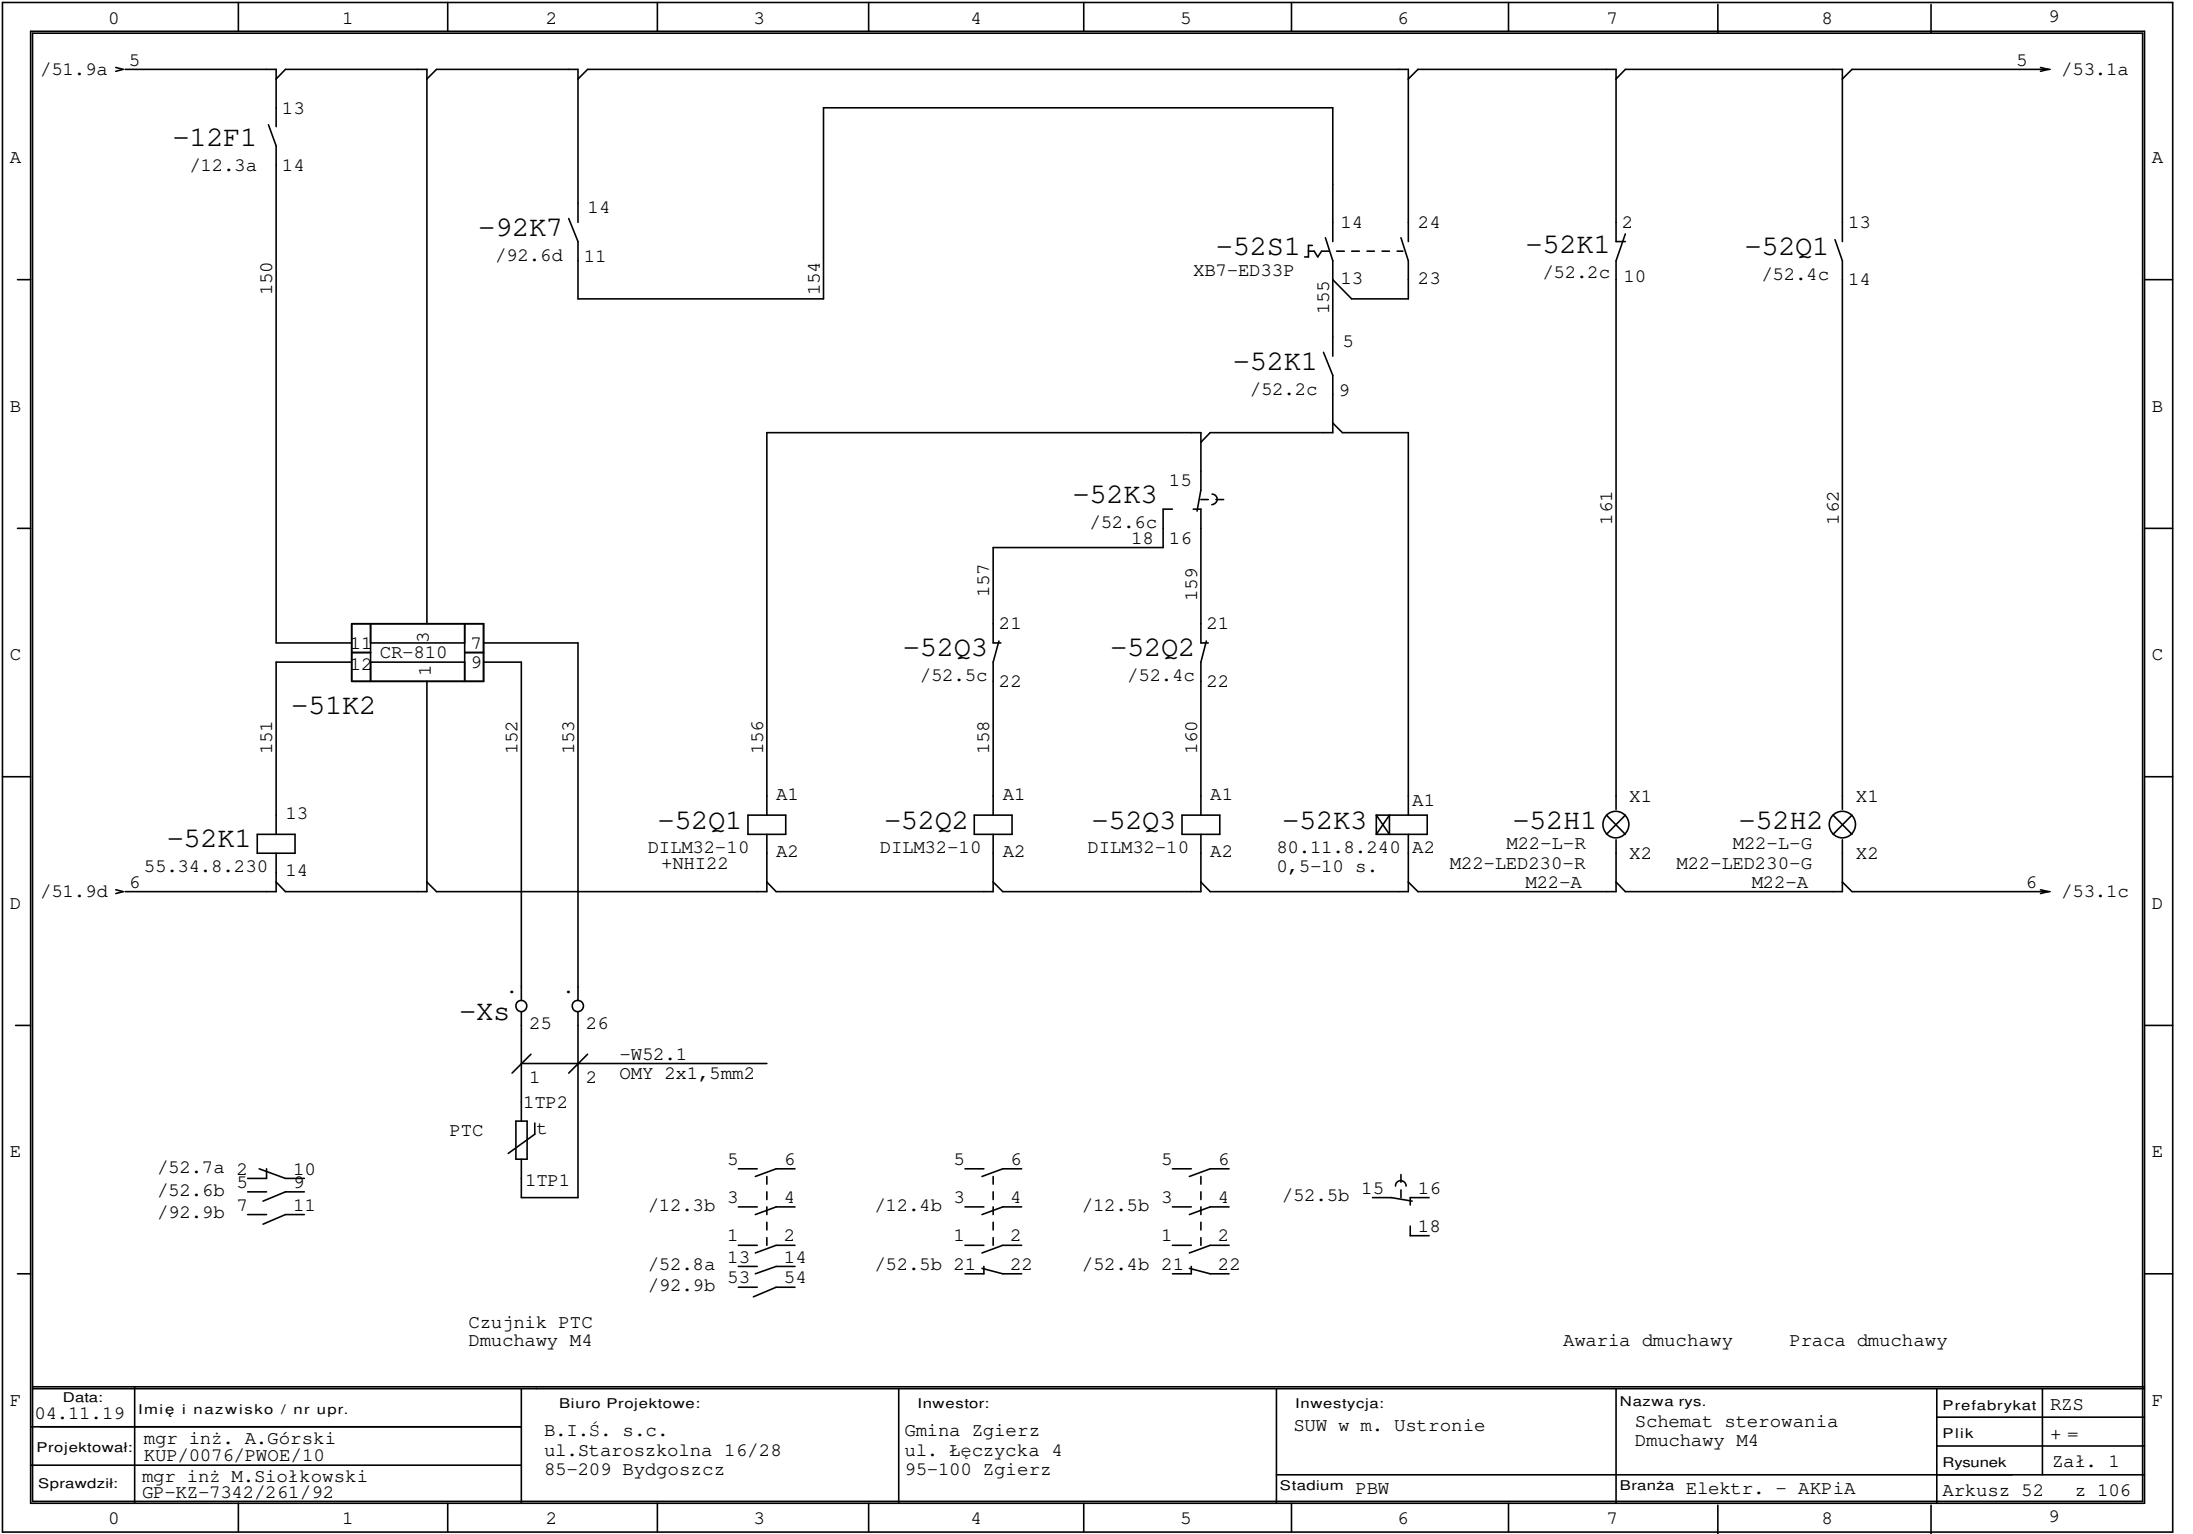 0 1 2 3 4 5 6 7 8 9
/51.9a 5
5 /53.1a
13
-12F1
/12.3a 14
A A
14
-92K7
/92.6d 11
14 24
-52S1
XB7-ED33P
13 23
2
-52K1
/52.2c 10
13
-52Q1
/52.4c 14
150
154
155
5
-52K1
/52.2c 9
B B
15
-52K3
/52.6c
18 16
161
162
157
159
21
-52Q3
/52.5c 22
21
-52Q2
/52.4c 22
11 3 7
CR-810
12 1 9
-51K2
C C
151
152
153
156
158
160
13
-52K1
55.34.8.230 14
A1
-52Q1
DILM32-10 A2
+NHI22
A1
-52Q2
DILM32-10 A2
A1
-52Q3
DILM32-10 A2
A1
-52K3
80.11.8.240 A2
0,5-10 s.
X1
-52H1
M22-L-R
X2
M22-LED230-R
M22-A
X1
-52H2
M22-L-G
X2
M22-LED230-G
M22-A
/51.9d 6
6 /53.1c
D D
-Xs
25 26
-W52.1
1 2 OMY 2x1,5mm2
1TP2
PTC t
1TP1
E E
/52.7a 2 10
/52.6b 5 9
/92.9b 7 11
5 6
/12.3b 3 4
1 2
/52.8a 13 14
/92.9b 53 54
5 6
/12.4b 3 4
1 2
/52.5b 21 22
5 6
/12.5b 3 4
1 2
/52.4b 21 22
/52.5b 15 16
18
Czujnik PTC
Dmuchawy M4
Awaria dmuchawy
Praca dmuchawy
F F
Data:
04.11.19
Imię i nazwisko / nr upr.
Projektował:
mgr inż. A.Górski
KUP/0076/PWOE/10
Sprawdził:
mgr inż M.Siołkowski
GP-KZ-7342/261/92
Biuro Projektowe:
B.I.Ś. s.c.
ul.Staroszkolna 16/28
85-209 Bydgoszcz
Inwestor:
Gmina Zgierz
ul. Łęczycka 4
95-100 Zgierz
Inwestycja:
SUW w m. Ustronie
Stadium PBW
Nazwa rys.
Schemat sterowania
Dmuchawy M4
Branża Elektr. - AKPiA
Prefabrykat RZS
Plik + =
Rysunek Zał. 1
Arkusz 52 z 106
0 1 2 3 4 5 6 7 8 9